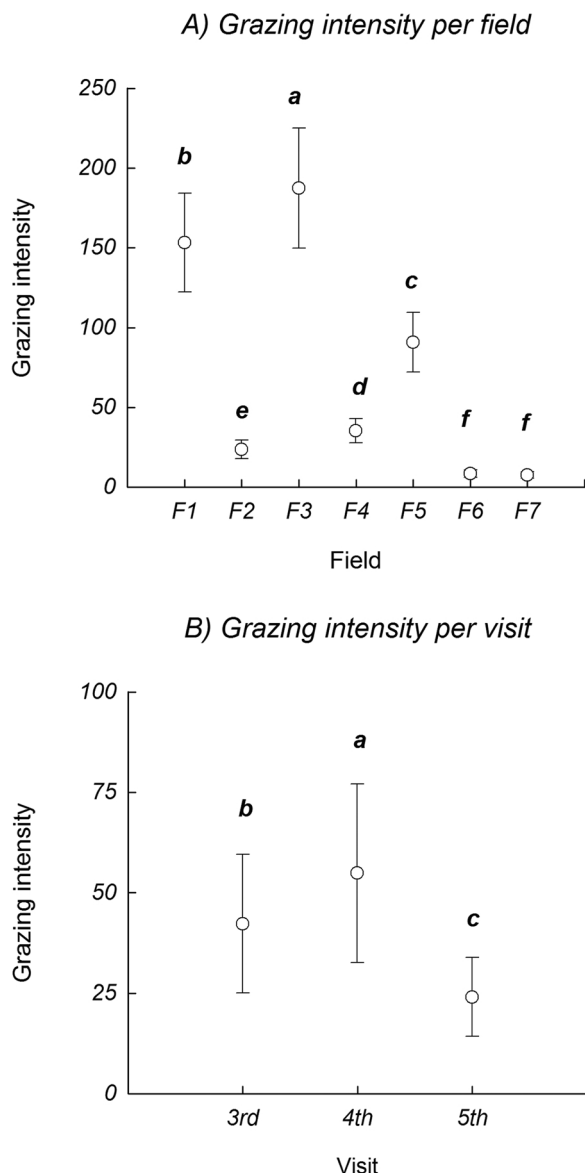 A) Grazing intensity per field
250
200
150
100
50
0
Grazing intensity
b
e
a
d
c
f
f
F1 F2 F3 F4 F5 F6 F7
Field
B) Grazing intensity per visit
100
75
50
25
0
Grazing intensity
b
a
c
3rd 4th 5th
Visit